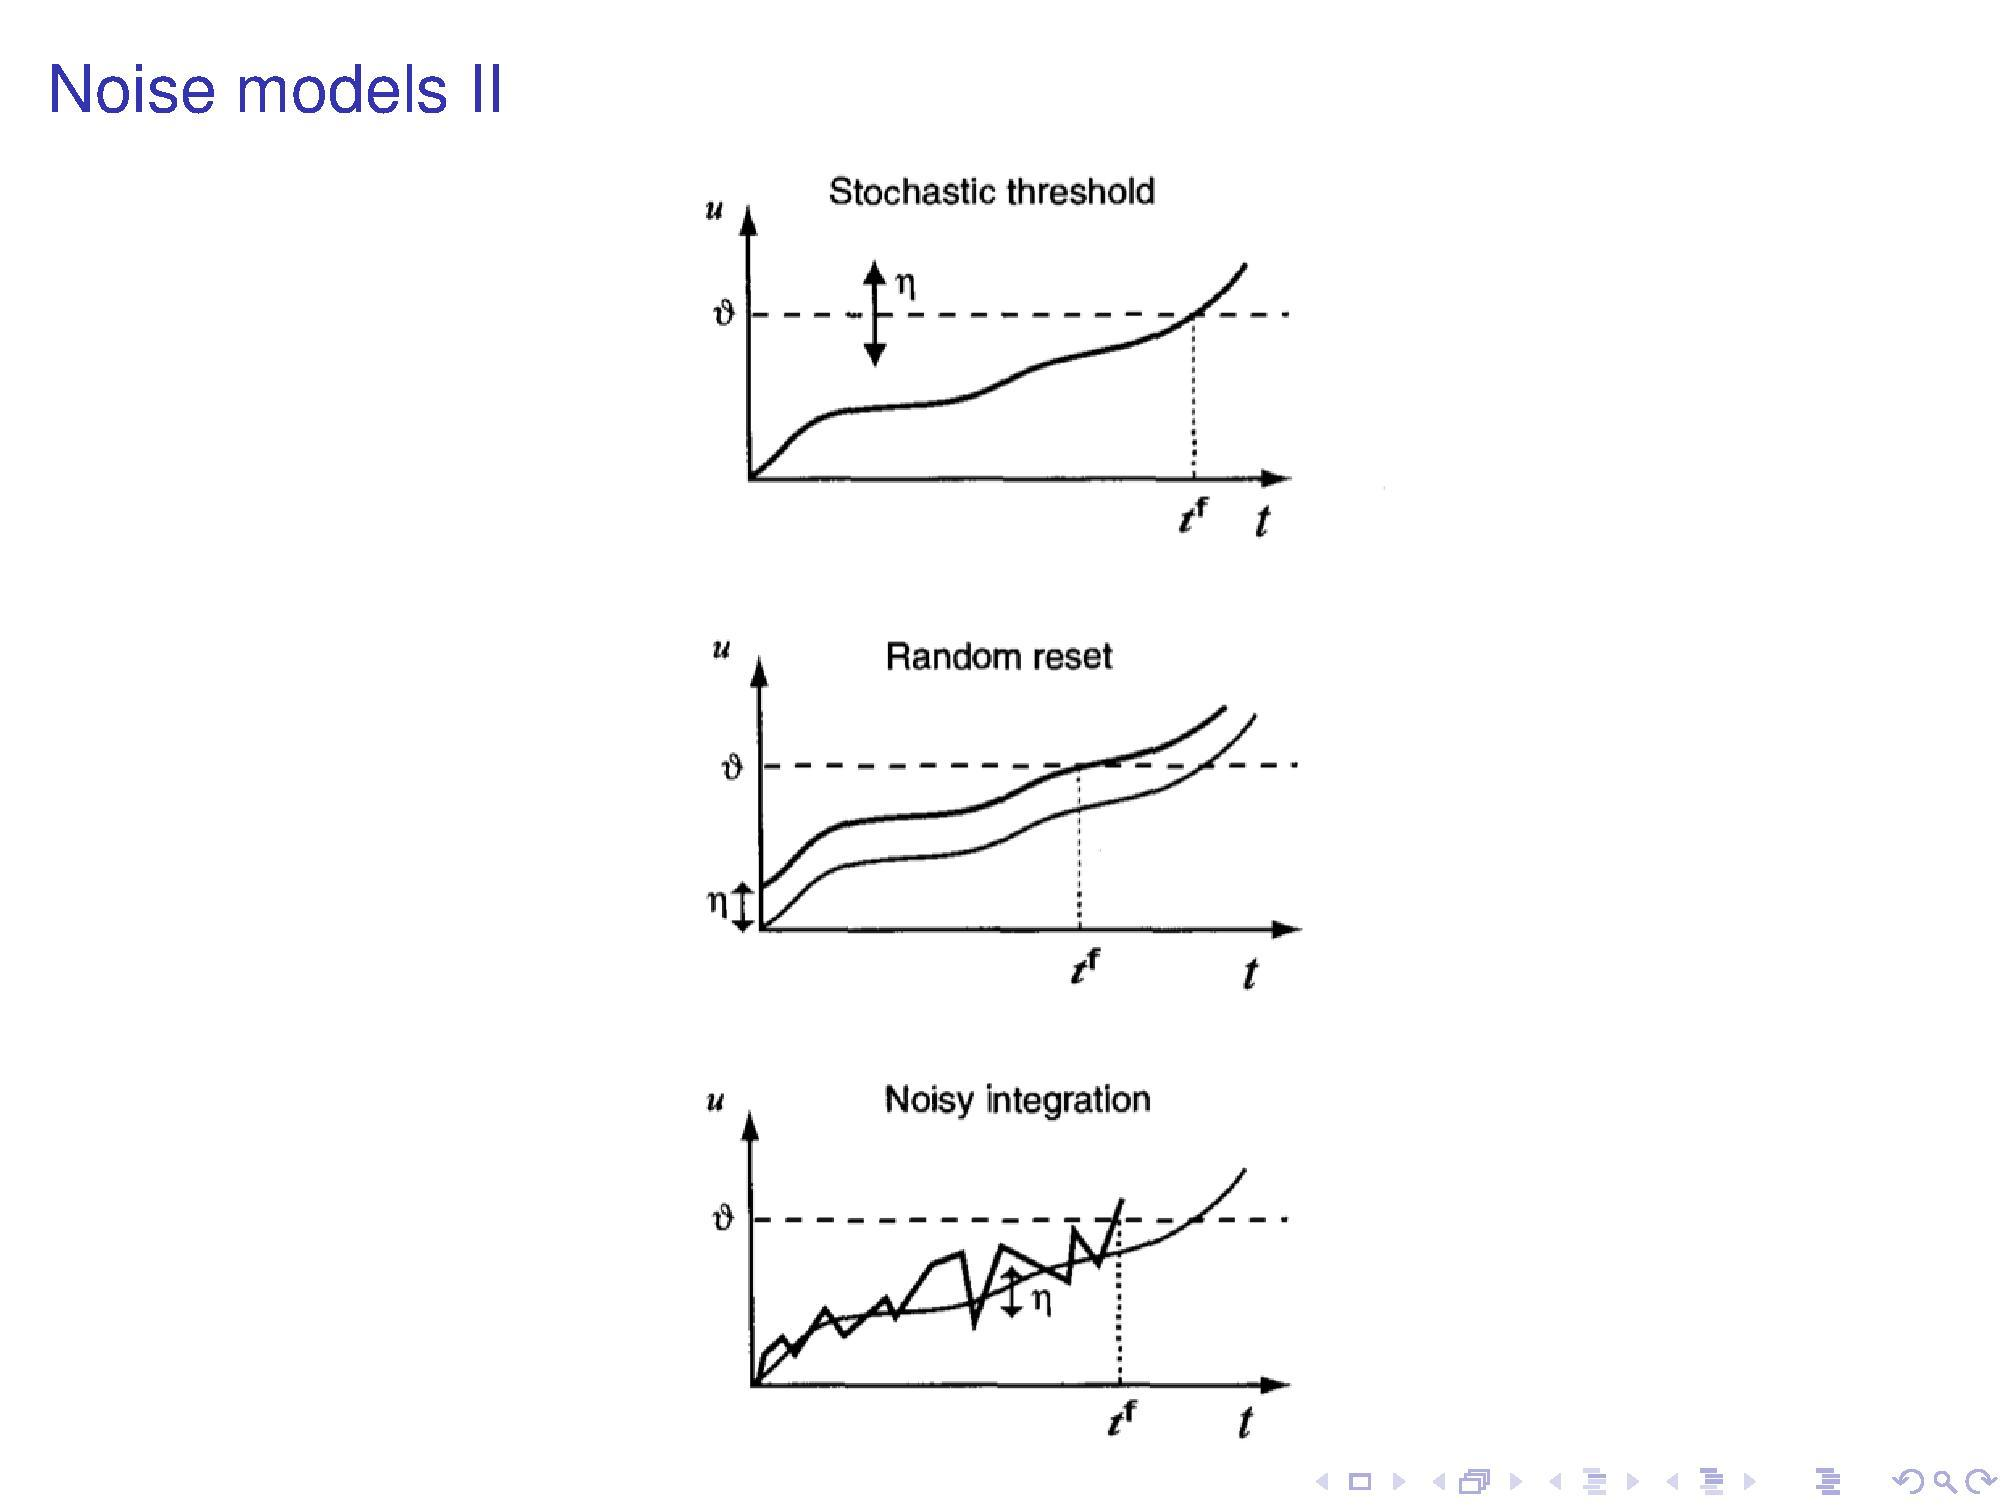 Noise models II
Stochastic threshold
u
η
ϑ
t^f t
Random reset
u
ϑ
η
t^f t
Noisy integration
u
ϑ
η
t^f t